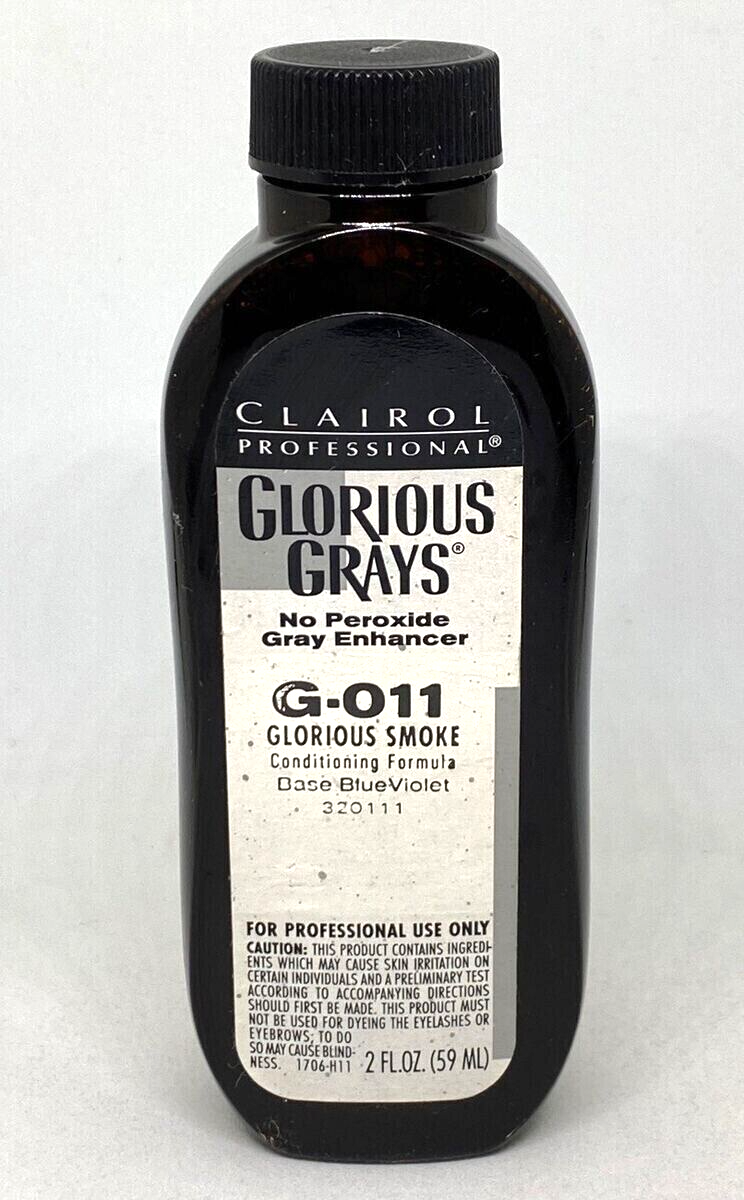 CLAIROL
PROFESSIONAL®
GLORIOUS
GRAYS®
No Peroxide
Gray Enhancer
G-011
GLORIOUS SMOKE
Conditioning Formula
Base BlueViolet
320111
FOR PROFESSIONAL USE ONLY
CAUTION: THIS PRODUCT CONTAINS INGREDI-
ENTS WHICH MAY CAUSE SKIN IRRITATION ON
CERTAIN INDIVIDUALS AND A PRELIMINARY TEST
ACCORDING TO ACCOMPANYING DIRECTIONS
SHOULD FIRST BE MADE. THIS PRODUCT MUST
NOT BE USED FOR DYEING THE EYELASHES OR
EYEBROWS; TO DO
SO MAY CAUSE BLIND-
NESS. 1706-H11 2 FL.OZ. (59 ML)